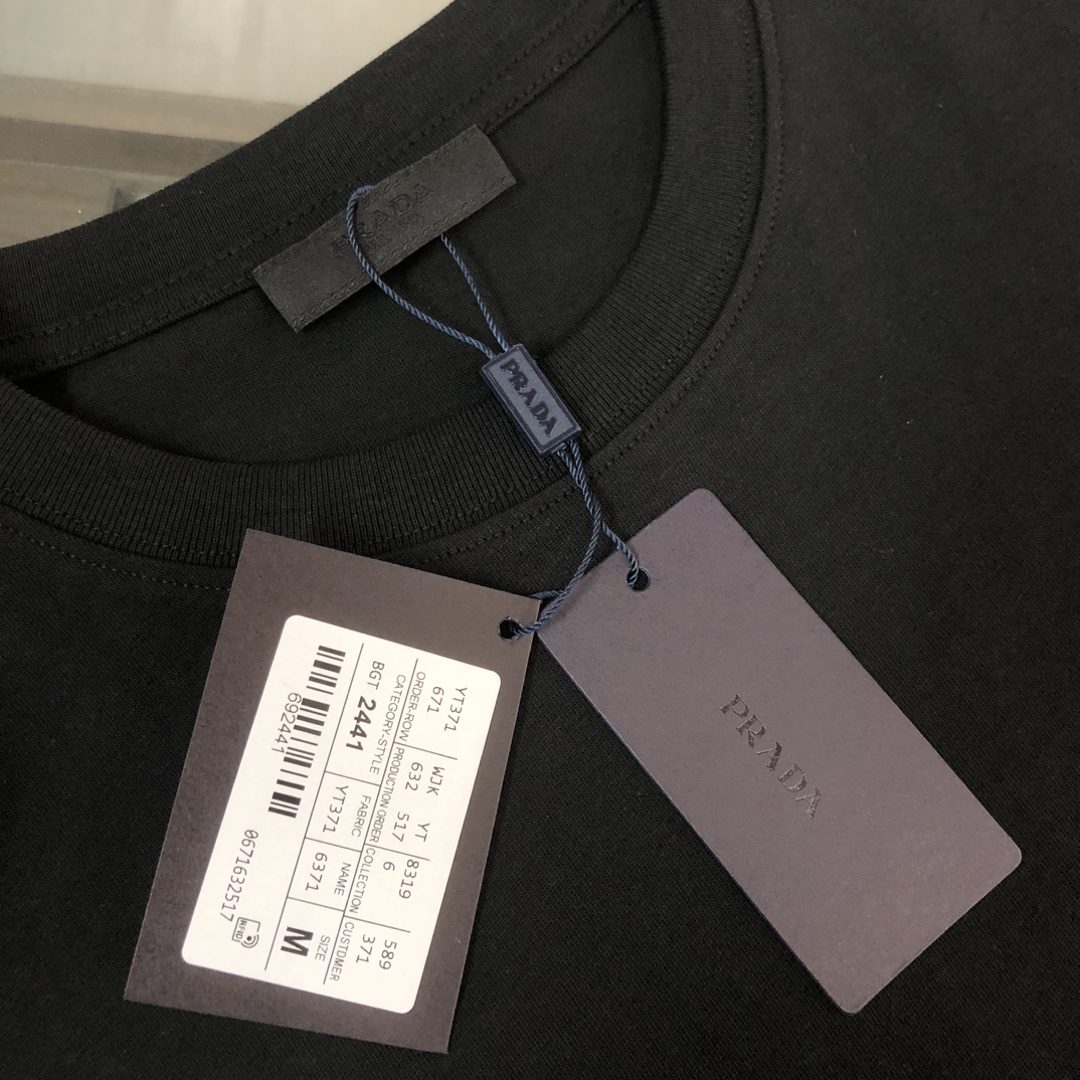 PRADA
PRADA
PRADA
YT371 WJK YT 8319 589
671 632 517 6 371
ORDER-ROW PRODUCTION ORDER COLLECTION CUSTOMER
CATEGORY-STYLE FABRIC NAME SIZE
BGT 2441 YT371 6371 M
692441
0671632517
RFID